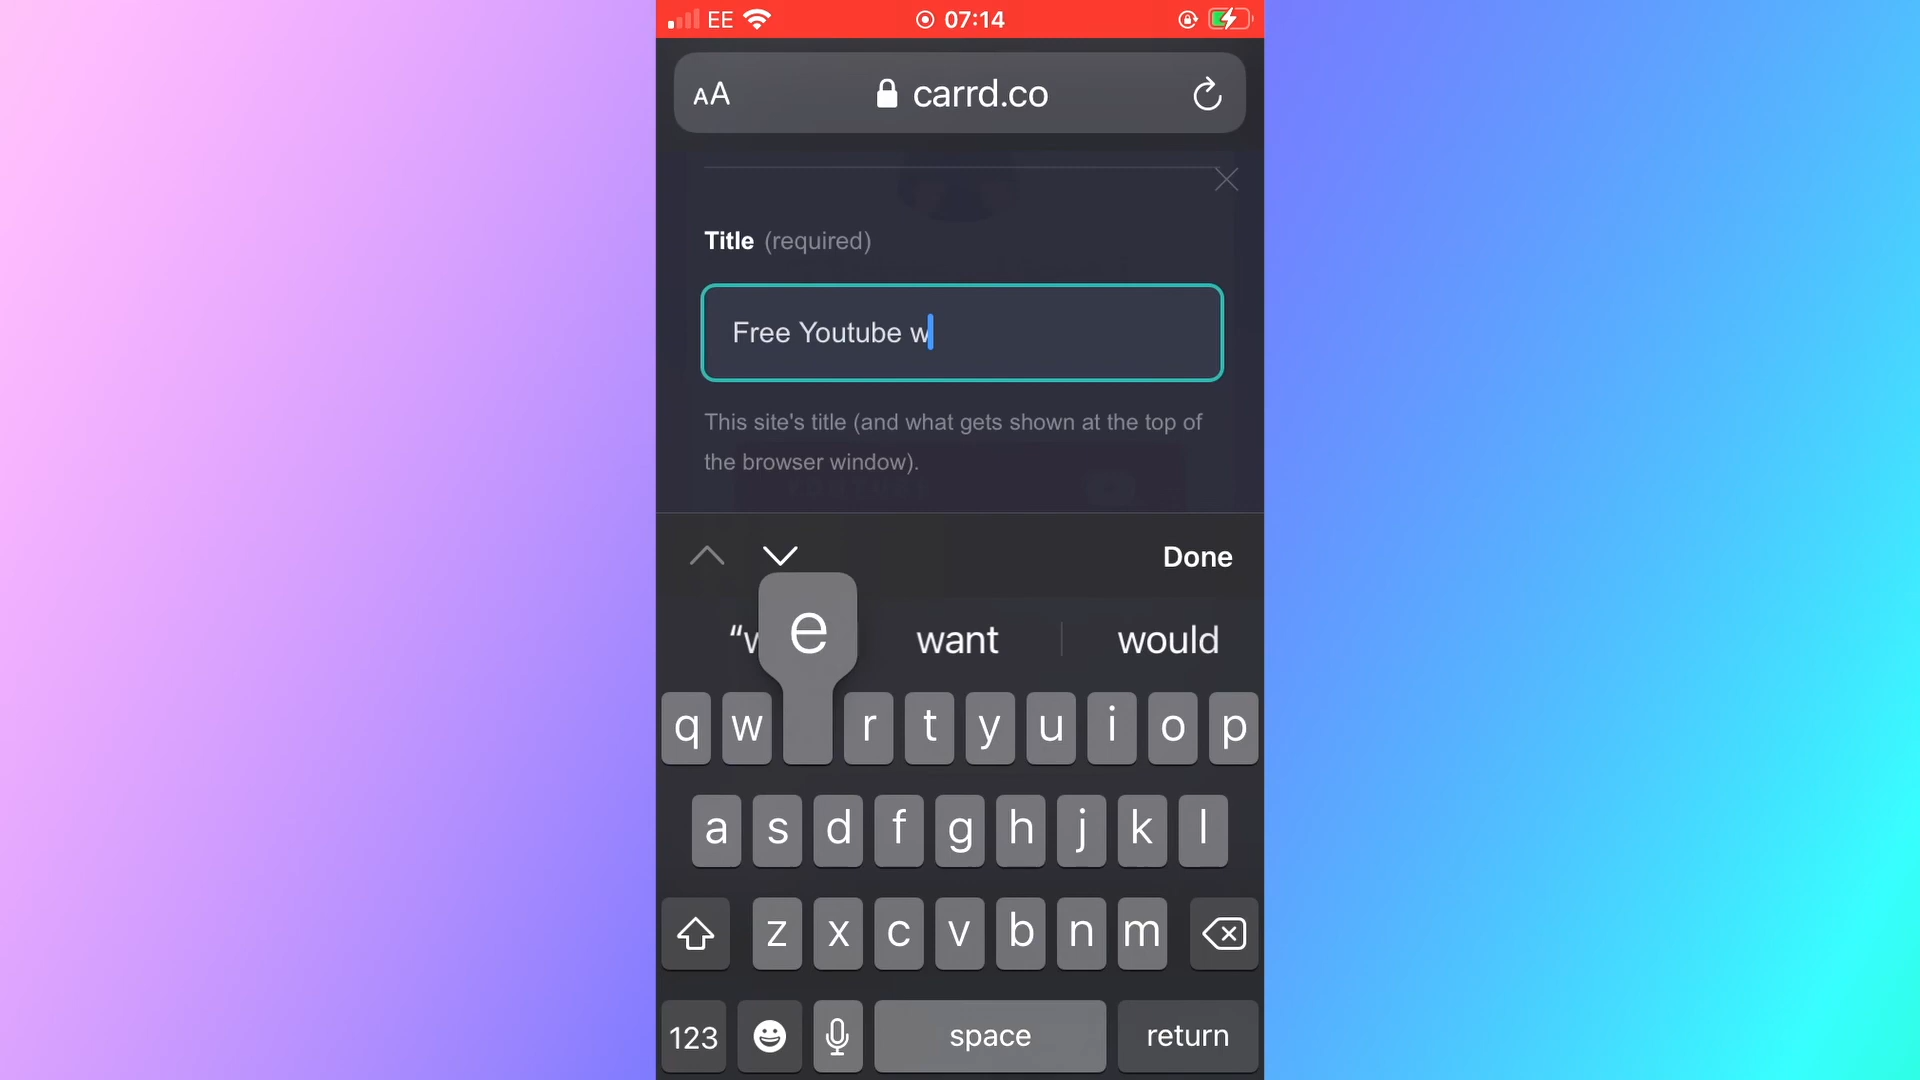 EE 07:14
AA carrd.co
Title (required)
Free Youtube w
This site's title (and what gets shown at the top of
the browser window).
Done
“w e want would
q w r t y u i o p
a s d f g h j k l
z x c v b n m
123 space return